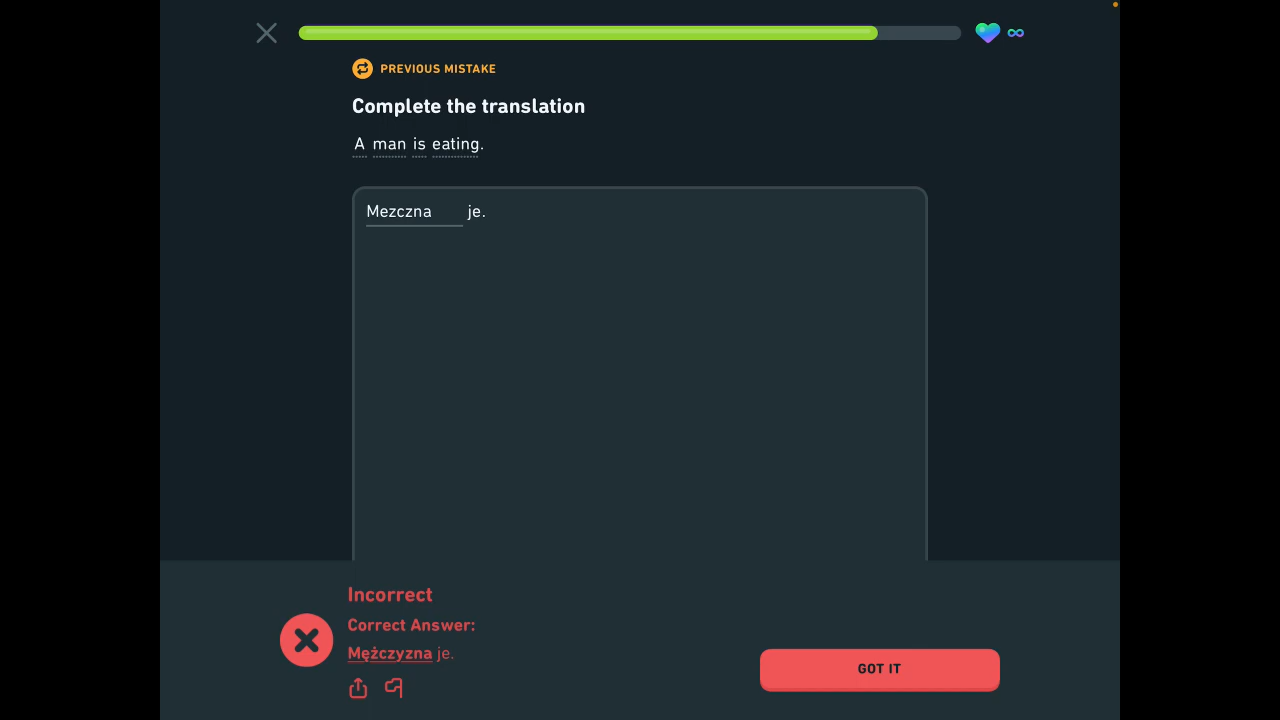 PREVIOUS MISTAKE
Complete the translation
A man is eating.
Mezczna je.
Incorrect
Correct Answer:
Mężczyzna je.
GOT IT